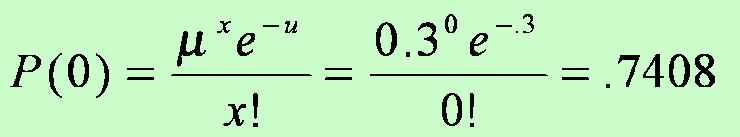 P(0) = μ^x e^{-u} / x! = 0.3^0 e^{-.3} / 0! = .7408